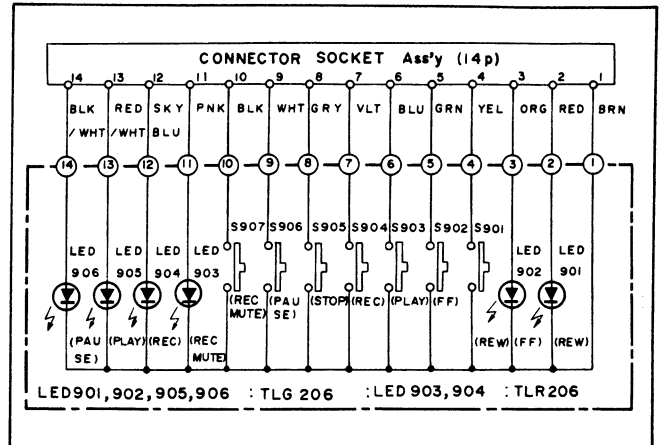 CONNECTOR SOCKET Ass'y (14p)
14 13 12 11 10 9 8 7 6 5 4 3 2 1
BLK RED SKY PNK BLK WHT GRY VLT BLU GRN YEL ORG RED BRN
/WHT /WHT BLU
14 13 12 11 10 9 8 7 6 5 4 3 2 1
S907 S906 S905 S904 S903 S902 S901
LED LED LED LED LED LED
906 905 904 903 902 901
(REC (PAU (STOP) (REC) (PLAY) (FF)
MUTE) SE)
(PAU (PLAY) (REC) (REC (REW) (FF) (REW)
SE) MUTE)
LED901,902,905,906 : TLG 206 : LED 903,904 : TLR206